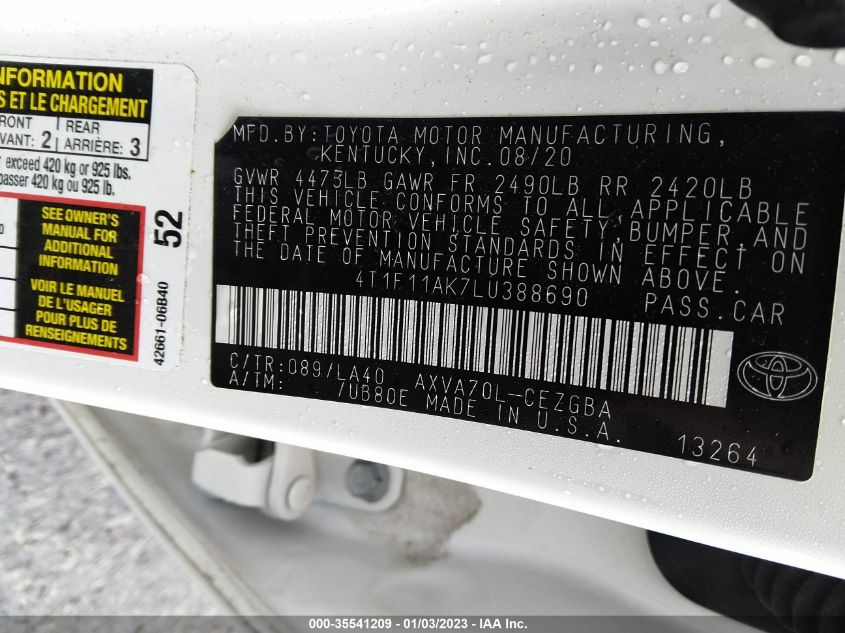 NFORMATION
S ET LE CHARGEMENT
FRONT
VANT: 2
REAR
ARRIÈRE: 3
exceed 420 kg or 925 lbs.
passer 420 kg ou 925 lb.
SEE OWNER'S
MANUAL FOR
ADDITIONAL
INFORMATION
VOIR LE MANUEL
DE L'USAGER
POUR PLUS DE
RENSEIGNEMENTS
52
42661-06B40
MFD. BY: TOYOTA MOTOR MANUFACTURING,
KENTUCKY, INC. 08/20
GVWR 4473LB GAWR FR 2490LB RR 2420LB
THIS VEHICLE CONFORMS TO ALL APPLICABLE
FEDERAL MOTOR VEHICLE SAFETY, BUMPER, AND
THEFT PREVENTION STANDARDS IN EFFECT ON
THE DATE OF MANUFACTURE SHOWN ABOVE.
4T1F11AK7LU388690 PASS. CAR
C/TR: 089/LA40 AXVA70L-CEZGBA
A/TM: 7UB80E MADE IN U.S.A.
13264
000-35541209 - 01/03/2023 - IAA Inc.